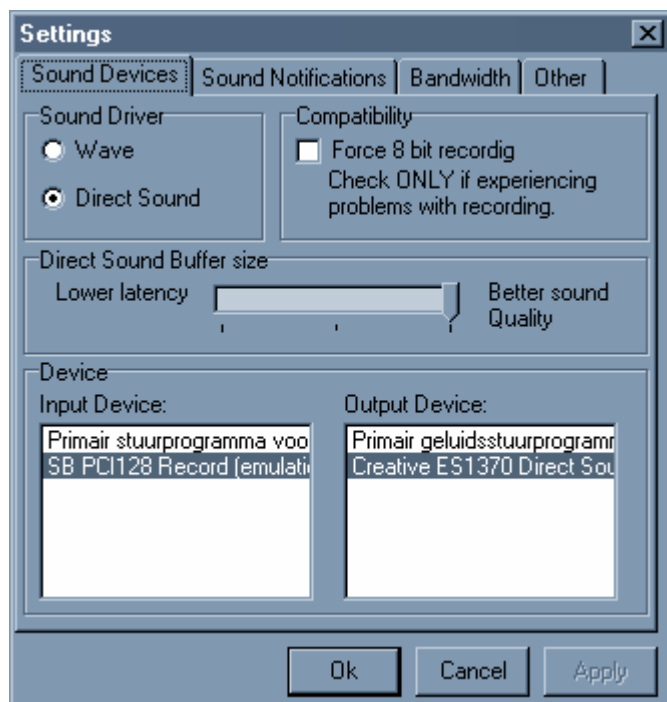 Settings
Sound Devices
Sound Notifications
Bandwidth
Other
Sound Driver
Wave
Direct Sound
Compatibility
Force 8 bit recordig
Check ONLY if experiencing
problems with recording.
Direct Sound Buffer size
Lower latency
Better sound
Quality
Device
Input Device:
Primair stuurprogramma voo
SB PCI128 Record (emulati
Output Device:
Primair geluidsstuurprogram
Creative ES1370 Direct Sou
Ok
Cancel
Apply